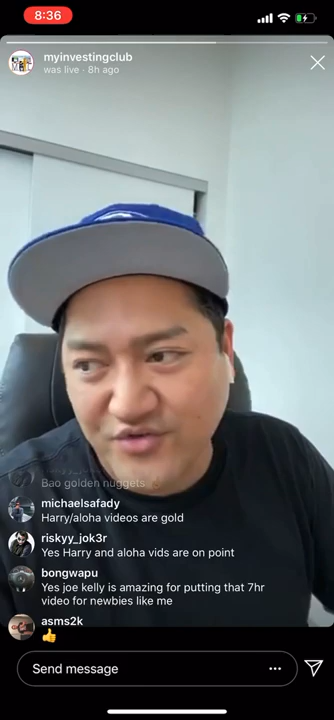 8:36
myinvestingclub
was live · 8h ago
Bao golden nuggets
michaelsafady
Harry/aloha videos are gold
riskyy_jok3r
Yes Harry and aloha vids are on point
bongwapu
Yes joe kelly is amazing for putting that 7hr
video for newbies like me
asms2k
👍
Send message